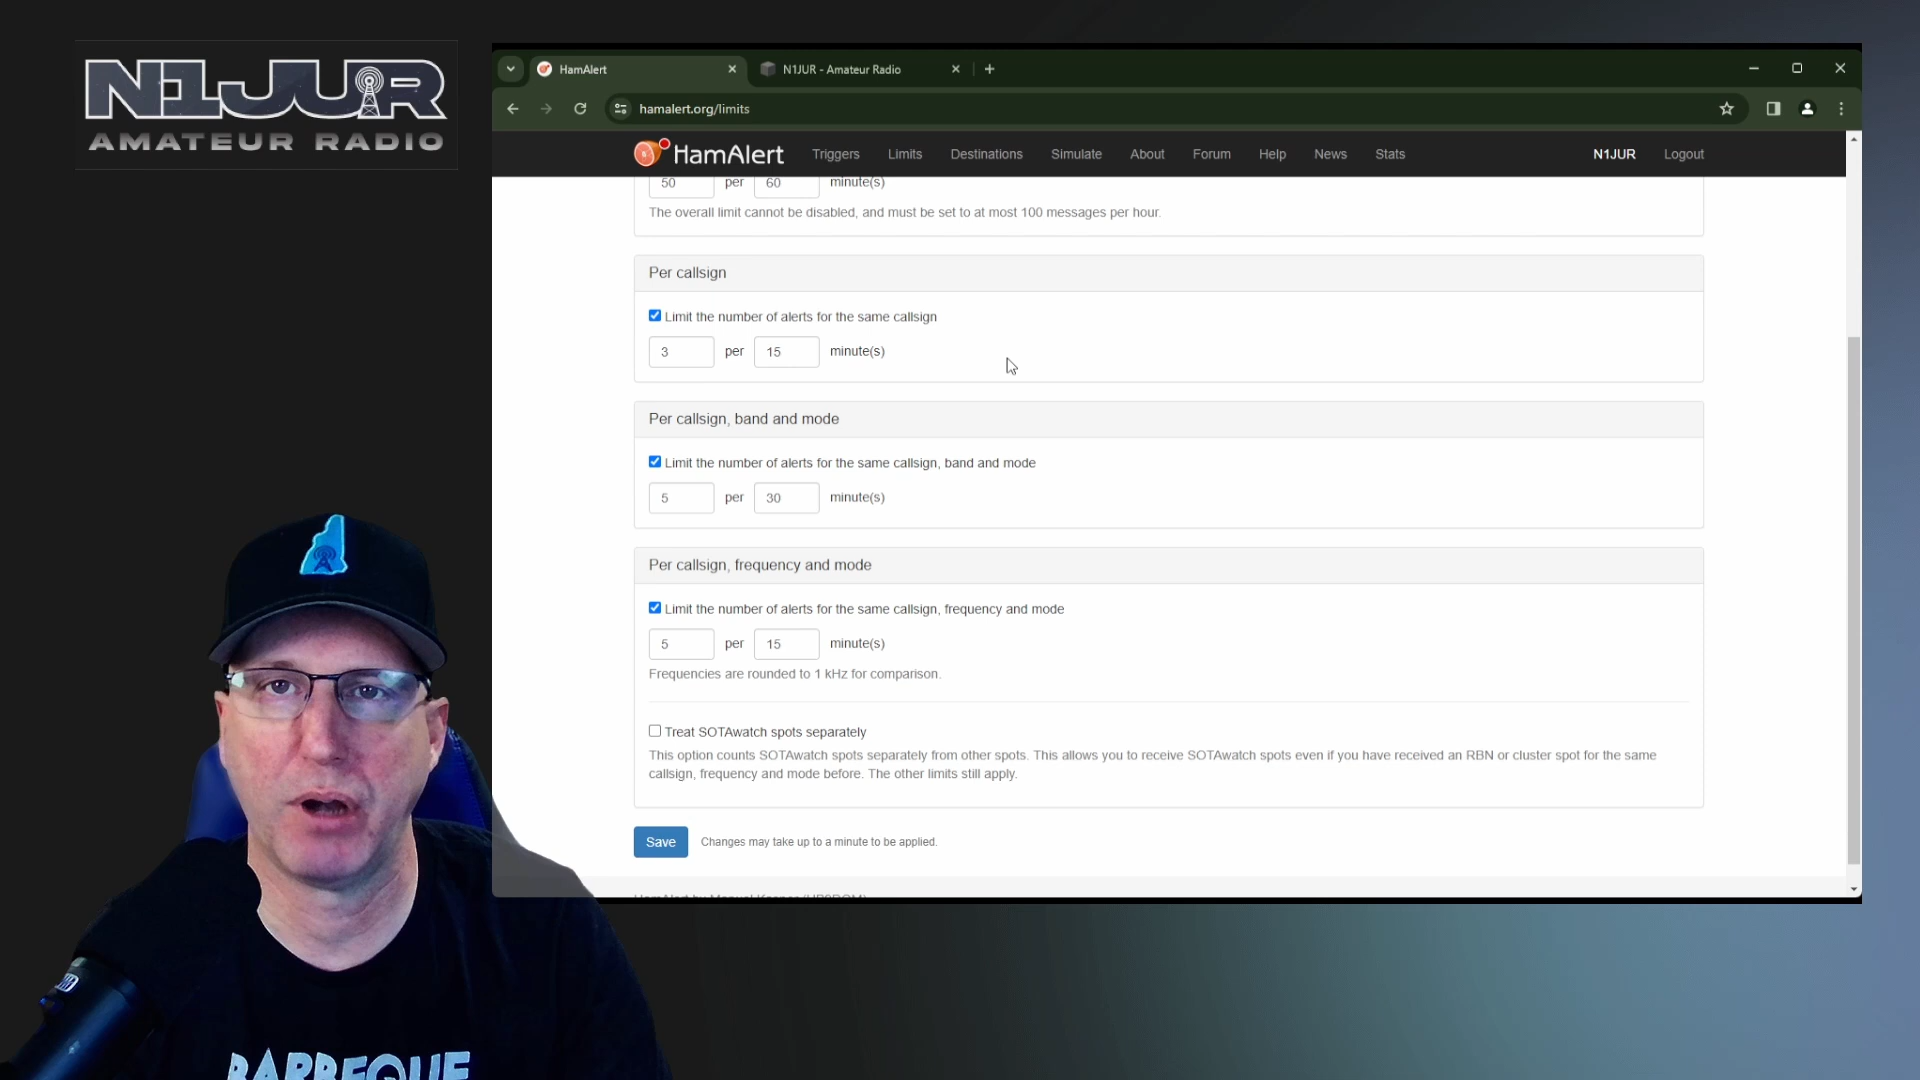 N1JUR
AMATEUR RADIO
HamAlert
N1JUR - Amateur Radio
hamalert.org/limits
HamAlert Triggers Limits Destinations Simulate About Forum Help News Stats N1JUR Logout
50 per 60 minute(s)
The overall limit cannot be disabled, and must be set to at most 100 messages per hour.
Per callsign
Limit the number of alerts for the same callsign
3 per 15 minute(s)
Per callsign, band and mode
Limit the number of alerts for the same callsign, band and mode
5 per 30 minute(s)
Per callsign, frequency and mode
Limit the number of alerts for the same callsign, frequency and mode
5 per 15 minute(s)
Frequencies are rounded to 1 kHz for comparison.
Treat SOTAwatch spots separately
This option counts SOTAwatch spots separately from other spots. This allows you to receive SOTAwatch spots even if you have received an RBN or cluster spot for the same
callsign, frequency and mode before. The other limits still apply.
Save Changes may take up to a minute to be applied.
BARBEQUE